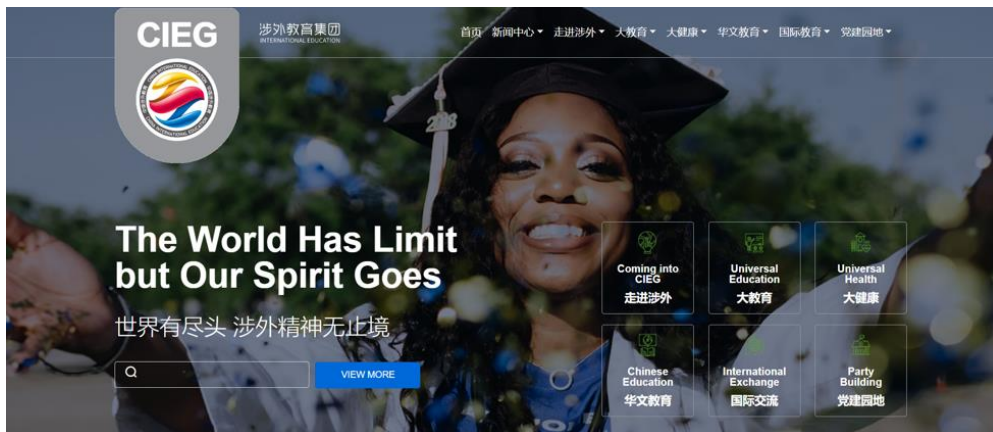 CIEG
涉外教育集团
INTERNATIONAL EDUCATION
首页 新闻中心 走进涉外 大教育 大健康 华文教育 国际教育 党建园地
The World Has Limit
but Our Spirit Goes
世界有尽头 涉外精神无止境
VIEW MORE
Coming into
CIEG
走进涉外
Universal
Education
大教育
Universal
Health
大健康
Chinese
Education
华文教育
International
Exchange
国际交流
Party
Building
党建园地